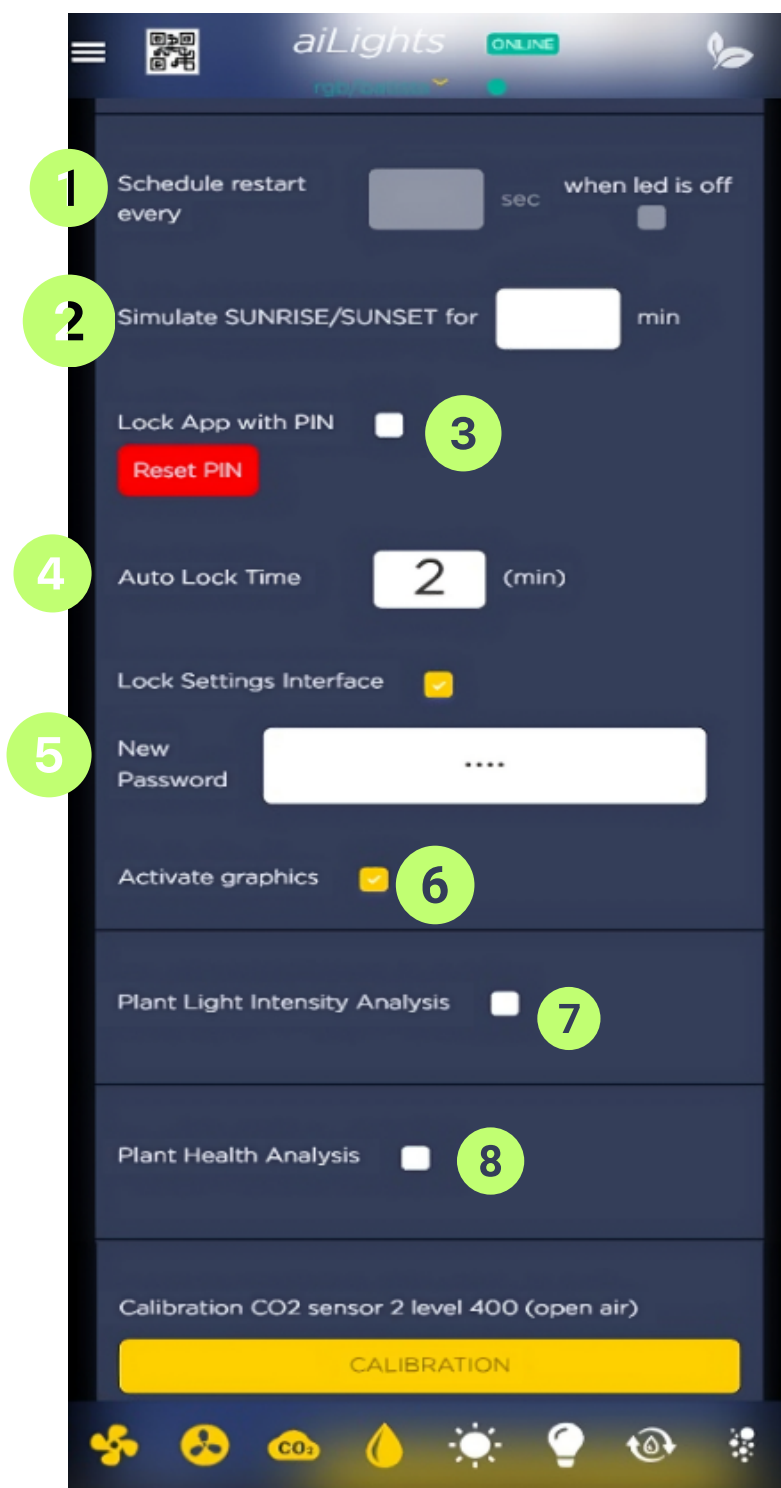 aiLights ONLINE
1 Schedule restart every sec when led is off
2 Simulate SUNRISE/SUNSET for min
Lock App with PIN 3
Reset PIN
4 Auto Lock Time 2 (min)
Lock Settings Interface
5 New Password ····
Activate graphics 6
Plant Light Intensity Analysis 7
Plant Health Analysis 8
Calibration CO2 sensor 2 level 400 (open air)
CALIBRATION
CO₂